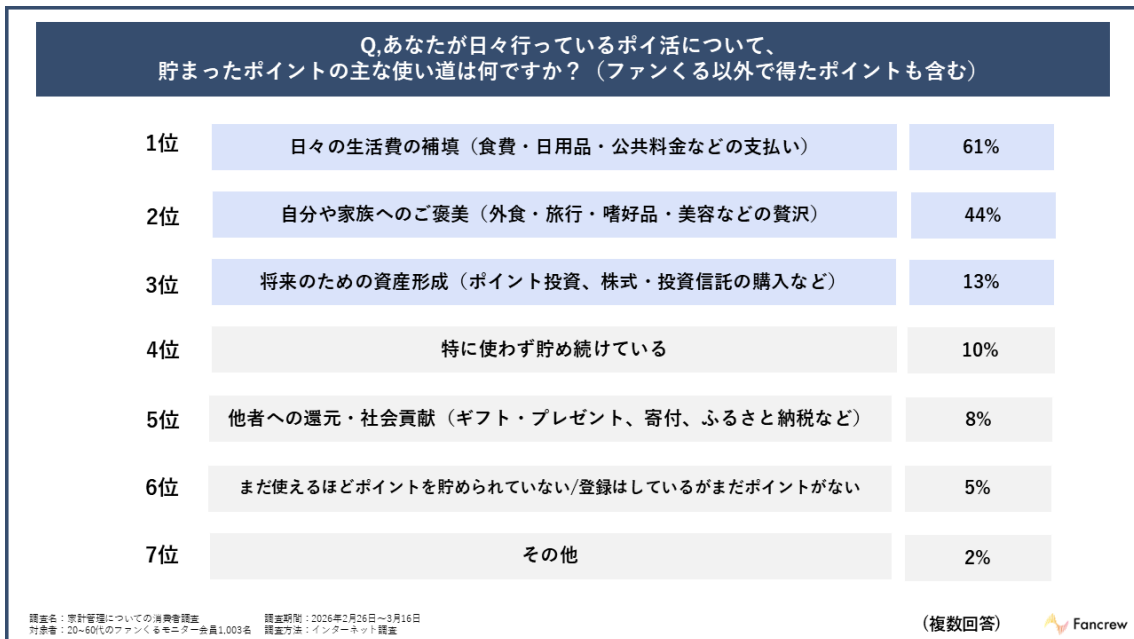 Q,あなたが日々行っているポイ活について、
貯まったポイントの主な使い道は何ですか？（ファンくる以外で得たポイントも含む）
1位 日々の生活費の補填（食費・日用品・公共料金などの支払い） 61%
2位 自分や家族へのご褒美（外食・旅行・嗜好品・美容などの贅沢） 44%
3位 将来のための資産形成（ポイント投資、株式・投資信託の購入など） 13%
4位 特に使わず貯め続けている 10%
5位 他者への還元・社会貢献（ギフト・プレゼント、寄付、ふるさと納税など） 8%
6位 まだ使えるほどポイントを貯められていない/登録はしているがまだポイントがない 5%
7位 その他 2%
調査名：家計管理についての消費者調査 調査期間：2026年2月26日～3月16日
対象者：20~60代のファンくるモニター会員1,003名 調査方法：インターネット調査
（複数回答） Fancrew